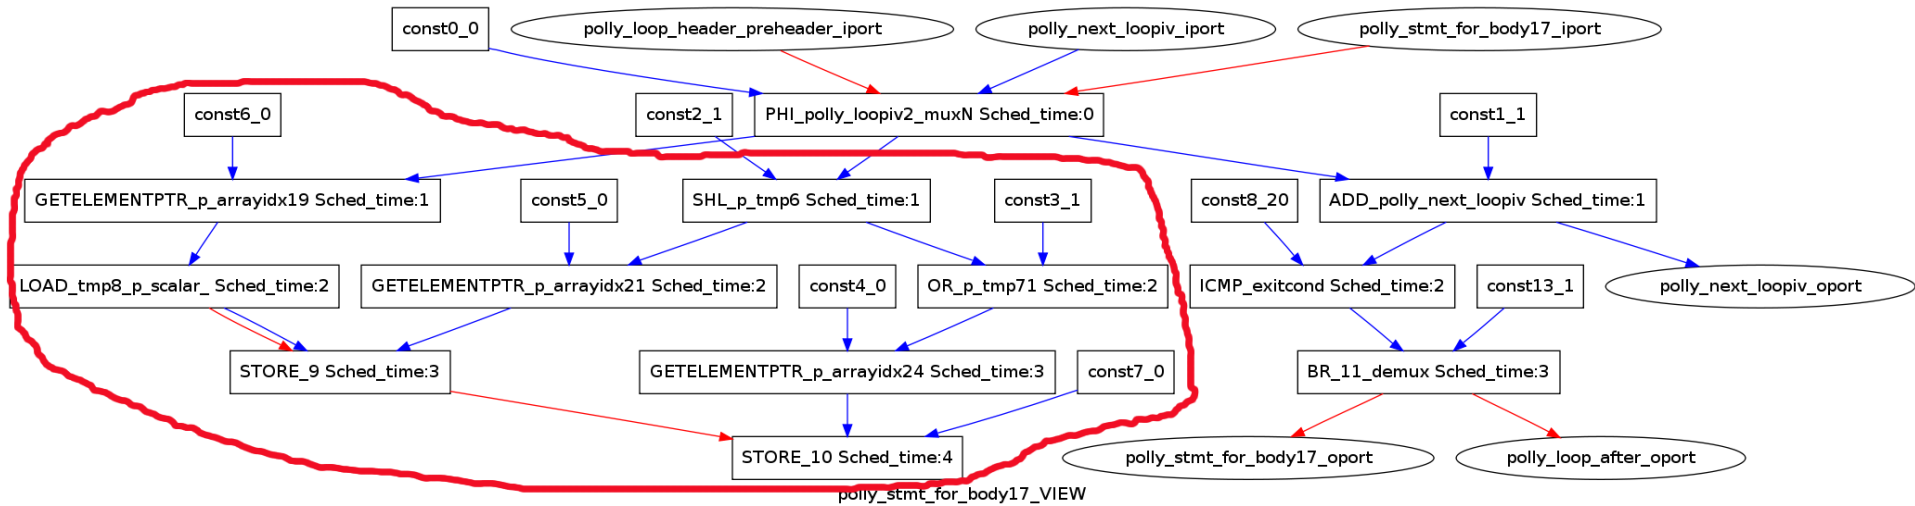 const0_0
polly_loop_header_preheader_iport
polly_next_loopiv_iport
polly_stmt_for_body17_iport
const6_0
const2_1
PHI_polly_loopiv2_muxN Sched_time:0
const1_1
GETELEMENTPTR_p_arrayidx19 Sched_time:1
const5_0
SHL_p_tmp6 Sched_time:1
const3_1
const8_20
ADD_polly_next_loopiv Sched_time:1
LOAD_tmp8_p_scalar_ Sched_time:2
GETELEMENTPTR_p_arrayidx21 Sched_time:2
const4_0
OR_p_tmp71 Sched_time:2
ICMP_exitcond Sched_time:2
const13_1
polly_next_loopiv_oport
STORE_9 Sched_time:3
GETELEMENTPTR_p_arrayidx24 Sched_time:3
const7_0
BR_11_demux Sched_time:3
STORE_10 Sched_time:4
polly_stmt_for_body17_oport
polly_loop_after_oport
polly_stmt_for_body17_VIEW